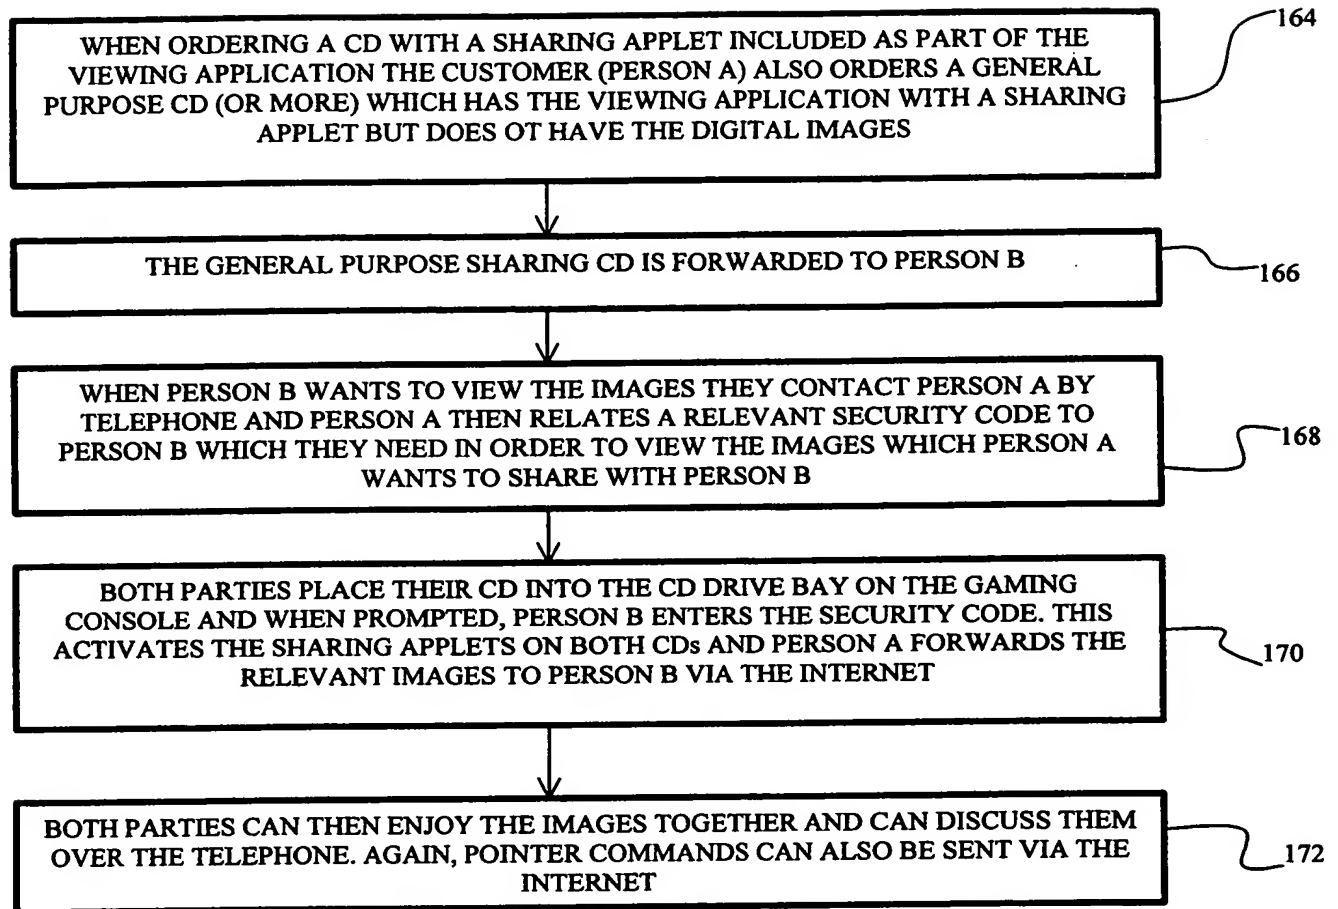 WHEN ORDERING A CD WITH A SHARING APPLET INCLUDED AS PART OF THE
VIEWING APPLICATION THE CUSTOMER (PERSON A) ALSO ORDERS A GENERAL
PURPOSE CD (OR MORE) WHICH HAS THE VIEWING APPLICATION WITH A SHARING
APPLET BUT DOES OT HAVE THE DIGITAL IMAGES
164
THE GENERAL PURPOSE SHARING CD IS FORWARDED TO PERSON B
166
WHEN PERSON B WANTS TO VIEW THE IMAGES THEY CONTACT PERSON A BY
TELEPHONE AND PERSON A THEN RELATES A RELEVANT SECURITY CODE TO
PERSON B WHICH THEY NEED IN ORDER TO VIEW THE IMAGES WHICH PERSON A
WANTS TO SHARE WITH PERSON B
168
BOTH PARTIES PLACE THEIR CD INTO THE CD DRIVE BAY ON THE GAMING
CONSOLE AND WHEN PROMPTED, PERSON B ENTERS THE SECURITY CODE. THIS
ACTIVATES THE SHARING APPLETS ON BOTH CDs AND PERSON A FORWARDS THE
RELEVANT IMAGES TO PERSON B VIA THE INTERNET
170
BOTH PARTIES CAN THEN ENJOY THE IMAGES TOGETHER AND CAN DISCUSS THEM
OVER THE TELEPHONE. AGAIN, POINTER COMMANDS CAN ALSO BE SENT VIA THE
INTERNET
172